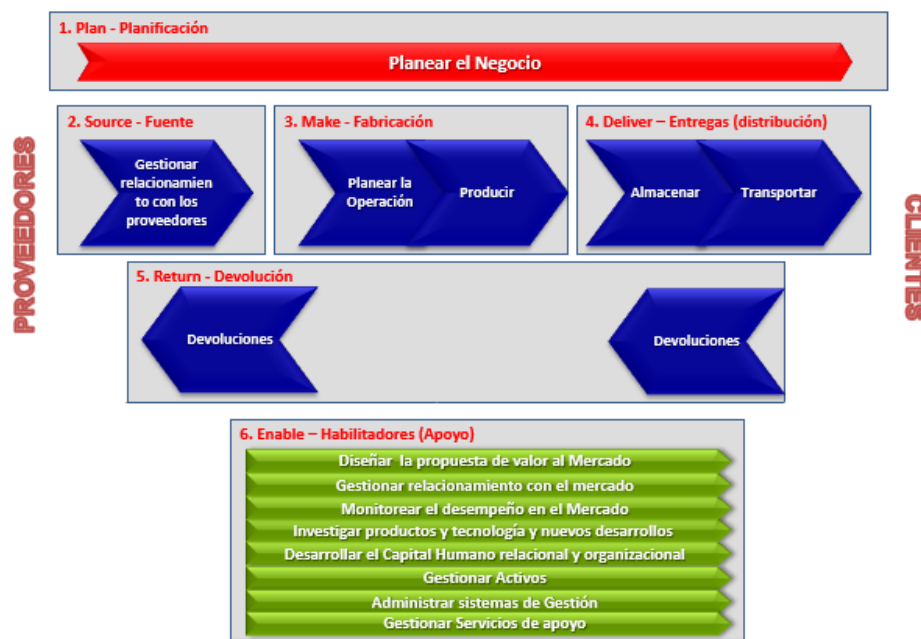 1. Plan - Planificación
Planear el Negocio
PROVEEDORES
2. Source - Fuente
Gestionar
relacionamien
to con los
proveedores
3. Make - Fabricación
Planear la
Operación
Producir
4. Deliver – Entregas (distribución)
Almacenar
Transportar
CLIENTES
5. Return - Devolución
Devoluciones
Devoluciones
6. Enable – Habilitadores (Apoyo)
Diseñar la propuesta de valor al Mercado
Gestionar relacionamiento con el mercado
Monitorear el desempeño en el Mercado
Investigar productos y tecnología y nuevos desarrollos
Desarrollar el Capital Humano relacional y organizacional
Gestionar Activos
Administrar sistemas de Gestión
Gestionar Servicios de apoyo